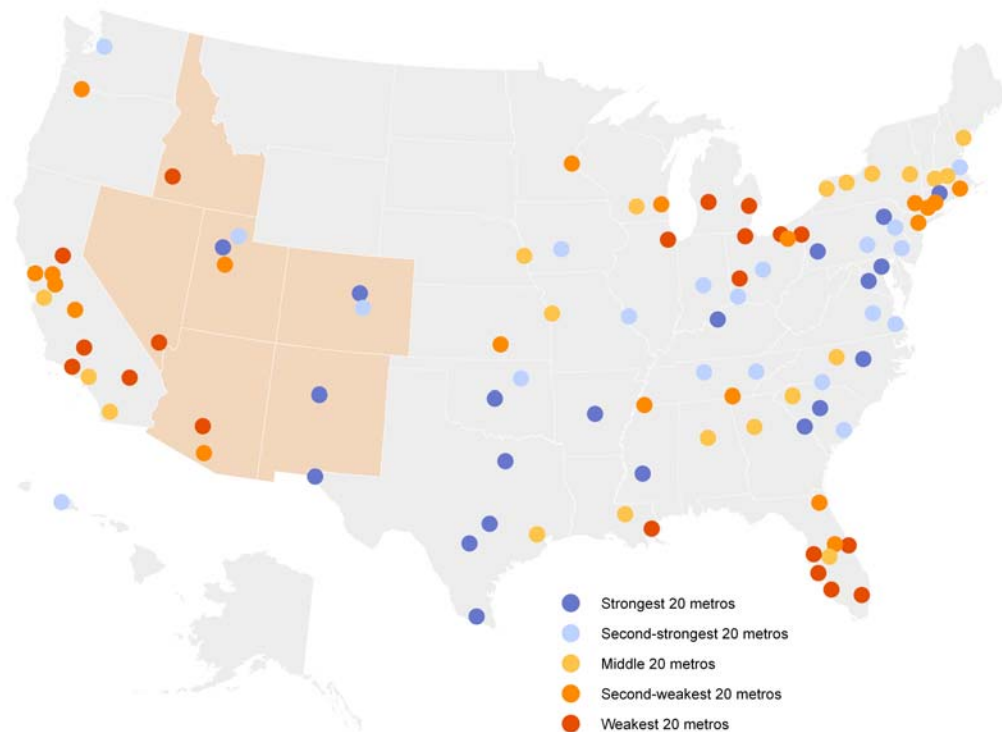 Strongest 20 metros
Second-strongest 20 metros
Middle 20 metros
Second-weakest 20 metros
Weakest 20 metros